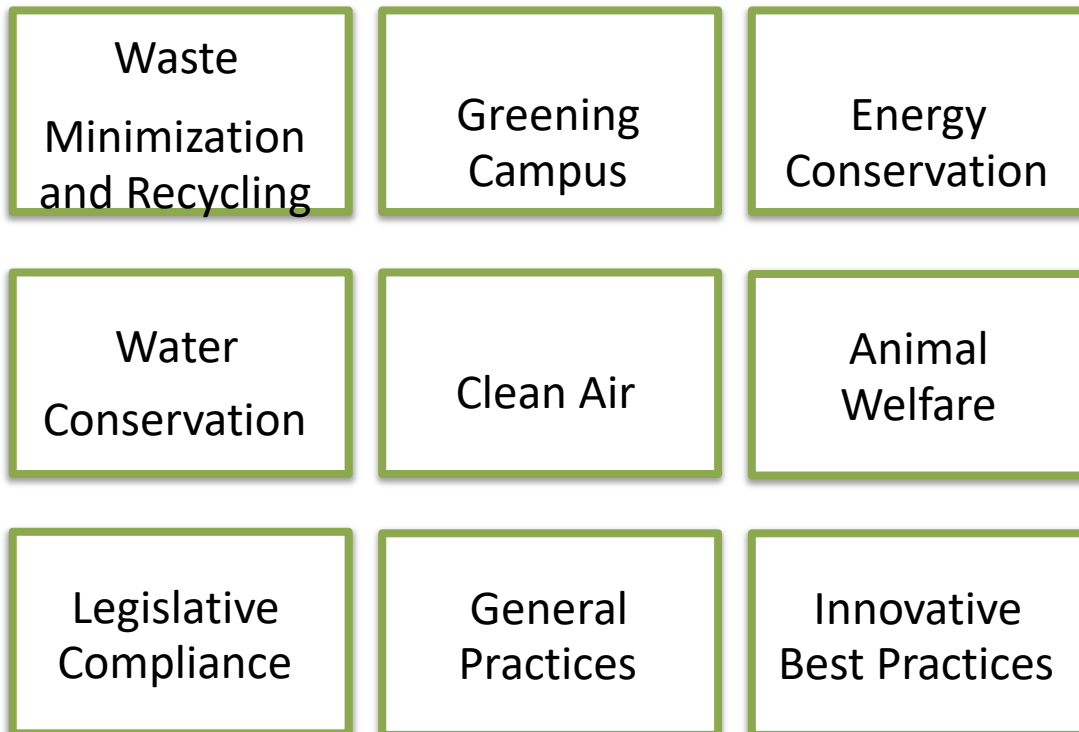 Waste
Minimization
and Recycling
Greening
Campus
Energy
Conservation
Water
Conservation
Clean Air
Animal
Welfare
Legislative
Compliance
General
Practices
Innovative
Best Practices